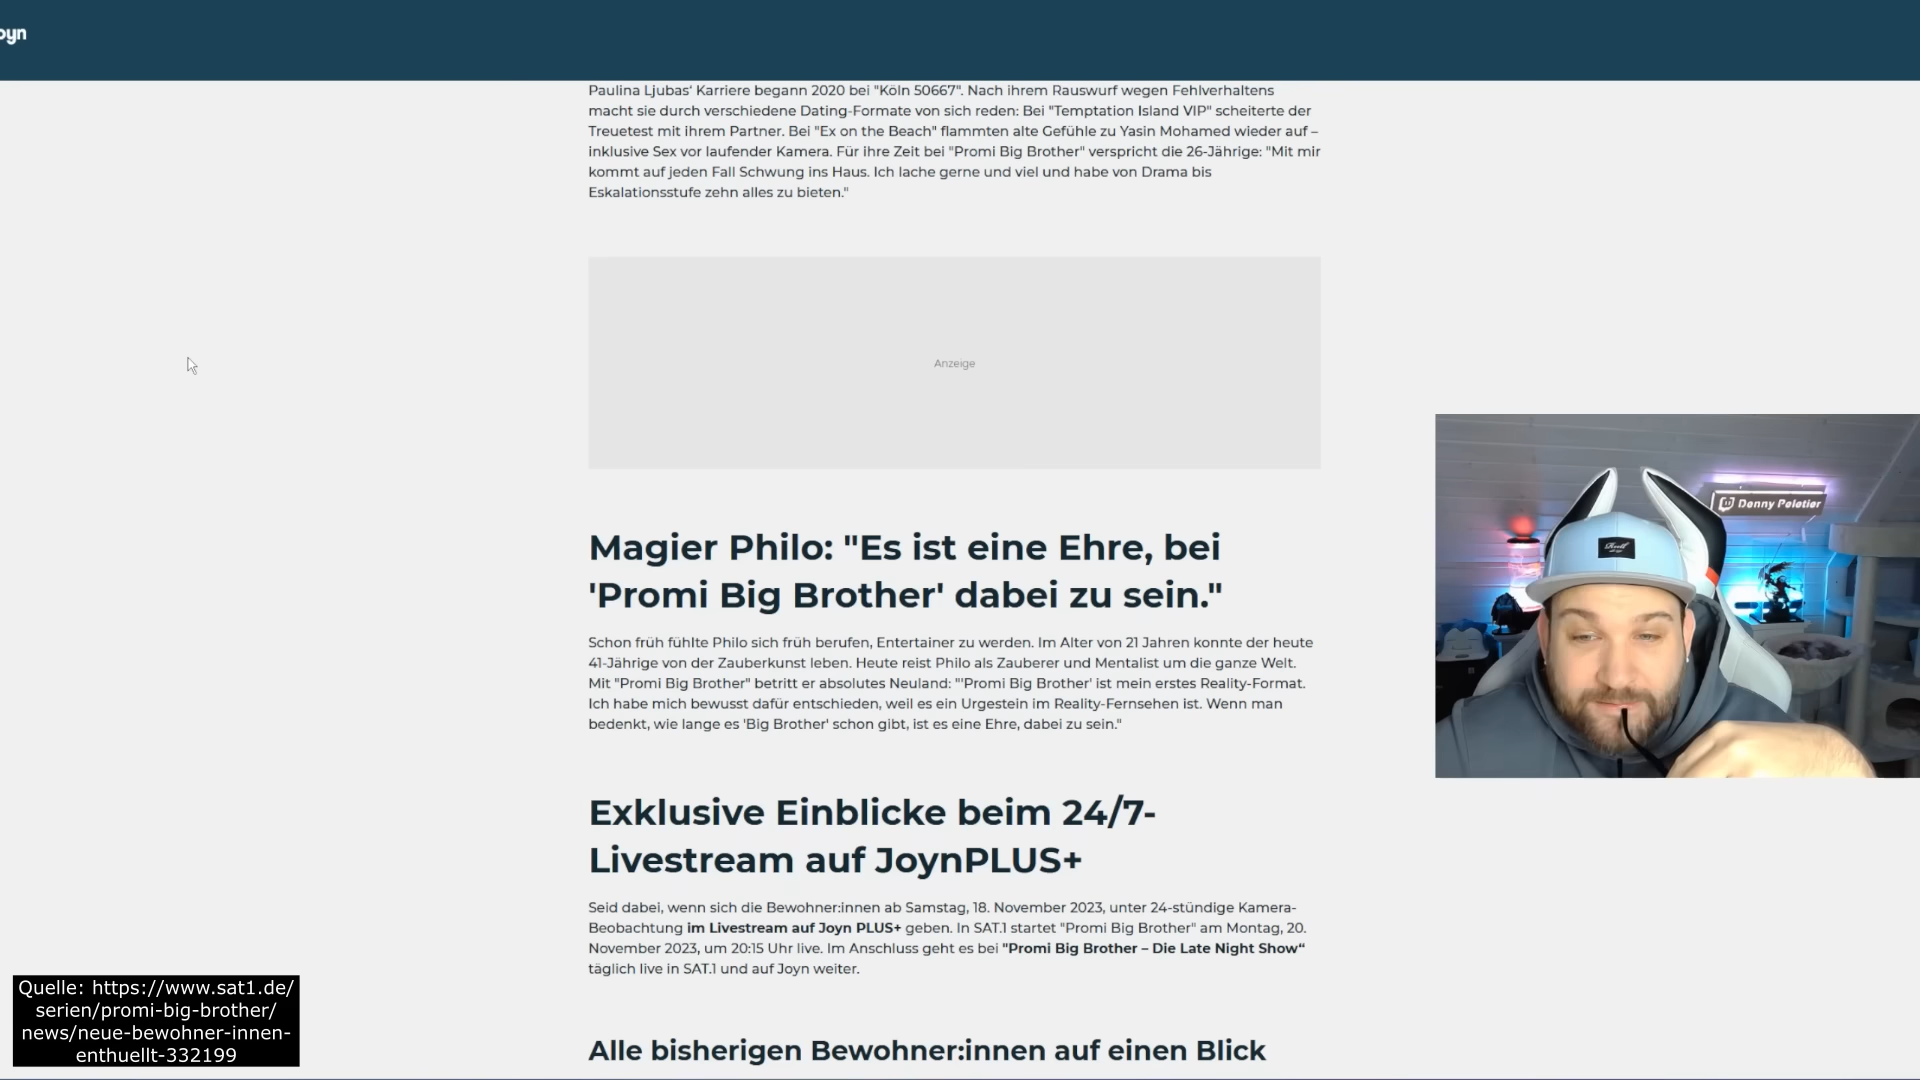 oyn
Paulina Ljubas' Karriere begann 2020 bei "Köln 50667". Nach ihrem Rauswurf wegen Fehlverhaltens
macht sie durch verschiedene Dating-Formate von sich reden: Bei "Temptation Island VIP" scheiterte der
Treuetest mit ihrem Partner. Bei "Ex on the Beach" flammten alte Gefühle zu Yasin Mohamed wieder auf –
inklusive Sex vor laufender Kamera. Für ihre Zeit bei "Promi Big Brother" verspricht die 26-Jährige: "Mit mir
kommt auf jeden Fall Schwung ins Haus. Ich lache gerne und viel und habe von Drama bis
Eskalationsstufe zehn alles zu bieten."
Anzeige
Magier Philo: "Es ist eine Ehre, bei
'Promi Big Brother' dabei zu sein."
Schon früh fühlte Philo sich früh berufen, Entertainer zu werden. Im Alter von 21 Jahren konnte der heute
41-Jährige von der Zauberkunst leben. Heute reist Philo als Zauberer und Mentalist um die ganze Welt.
Mit "Promi Big Brother" betritt er absolutes Neuland: "'Promi Big Brother' ist mein erstes Reality-Format.
Ich habe mich bewusst dafür entschieden, weil es ein Urgestein im Reality-Fernsehen ist. Wenn man
bedenkt, wie lange es 'Big Brother' schon gibt, ist es eine Ehre, dabei zu sein."
Exklusive Einblicke beim 24/7-
Livestream auf JoynPLUS+
Seid dabei, wenn sich die Bewohner:innen ab Samstag, 18. November 2023, unter 24-stündige Kamera-
Beobachtung im Livestream auf Joyn PLUS+ geben. In SAT.1 startet "Promi Big Brother" am Montag, 20.
November 2023, um 20:15 Uhr live. Im Anschluss geht es bei "Promi Big Brother – Die Late Night Show“
täglich live in SAT.1 und auf Joyn weiter.
Alle bisherigen Bewohner:innen auf einen Blick
Denny Peletier
Quelle: https://www.sat1.de/
serien/promi-big-brother/
news/neue-bewohner-innen-
enthuellt-332199